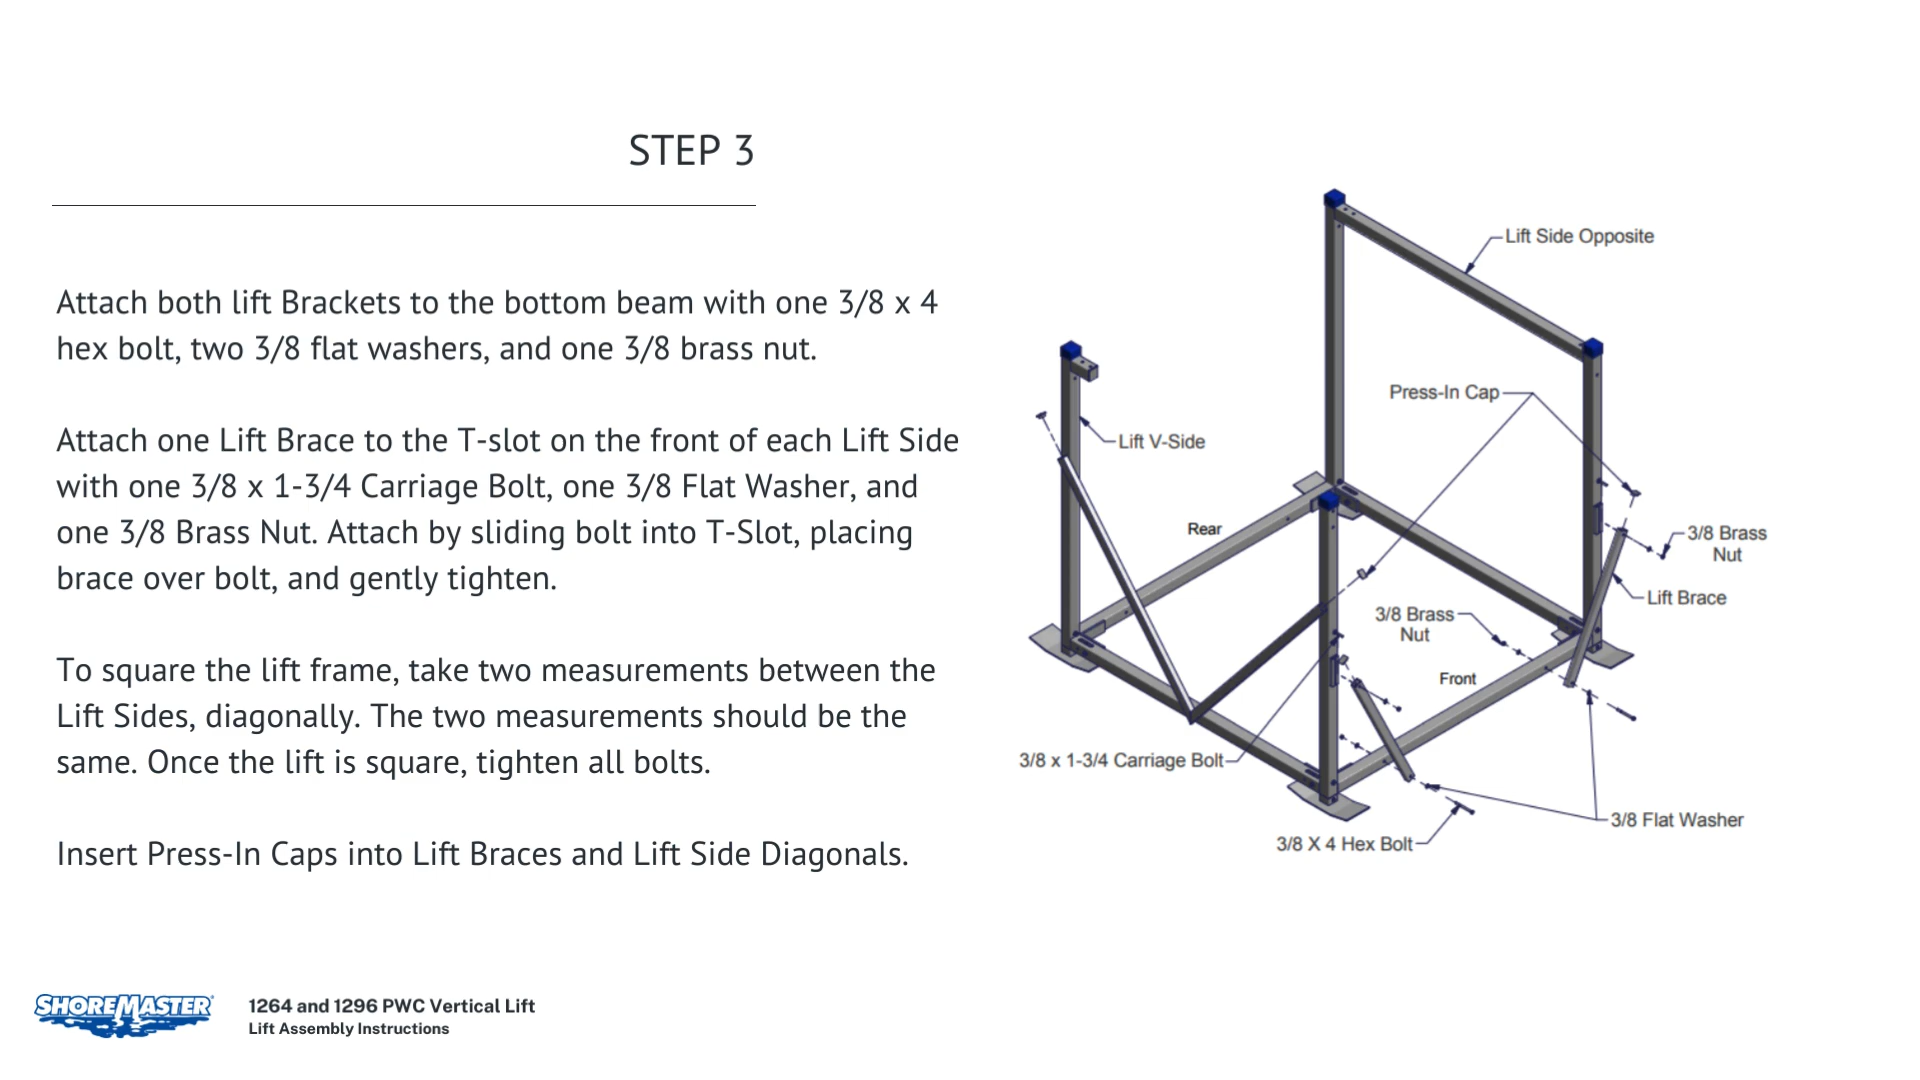 STEP 3
Attach both lift Brackets to the bottom beam with one 3/8 x 4
hex bolt, two 3/8 flat washers, and one 3/8 brass nut.
Attach one Lift Brace to the T-slot on the front of each Lift Side
with one 3/8 x 1-3/4 Carriage Bolt, one 3/8 Flat Washer, and
one 3/8 Brass Nut. Attach by sliding bolt into T-Slot, placing
brace over bolt, and gently tighten.
To square the lift frame, take two measurements between the
Lift Sides, diagonally. The two measurements should be the
same. Once the lift is square, tighten all bolts.
Insert Press-In Caps into Lift Braces and Lift Side Diagonals.
Lift Side Opposite
Press-In Cap
Lift V-Side
Rear
3/8 Brass
Nut
Lift Brace
3/8 Brass
Nut
Front
3/8 x 1-3/4 Carriage Bolt
3/8 Flat Washer
3/8 X 4 Hex Bolt
SHOREMASTER
1264 and 1296 PWC Vertical Lift
Lift Assembly Instructions